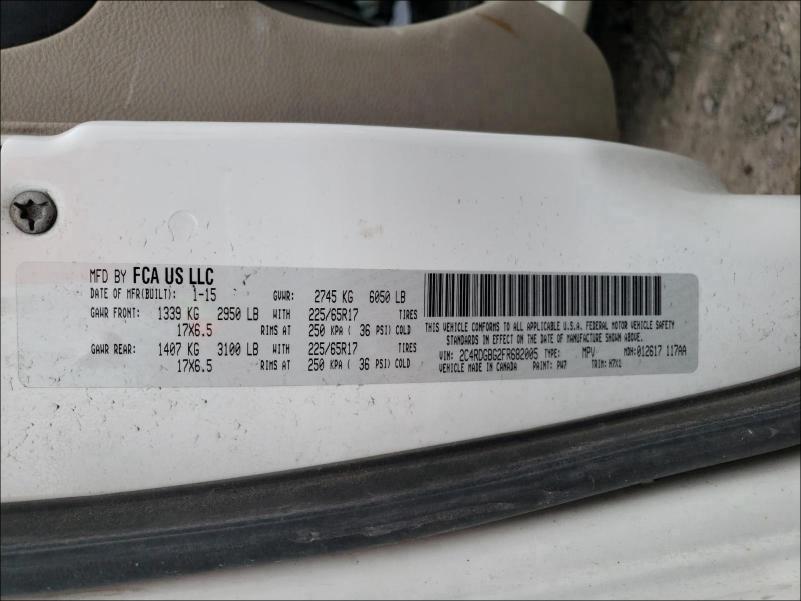 MFD BY FCA US LLC
DATE OF MFR(BUILT): 1-15 GVWR: 2745 KG 6050 LB
GAWR FRONT: 1339 KG 2950 LB WITH 225/65R17 TIRES
17X6.5 RIMS AT 250 KPA ( 36 PSI) COLD
GAWR REAR: 1407 KG 3100 LB WITH 225/65R17 TIRES
17X6.5 RIMS AT 250 KPA ( 36 PSI) COLD
THIS VEHICLE CONFORMS TO ALL APPLICABLE U.S.A. FEDERAL MOTOR VEHICLE SAFETY
STANDARDS IN EFFECT ON THE DATE OF MANUFACTURE SHOWN ABOVE.
VIN: 2C4RDGBG2FR682005 TYPE: MPV MDH: 012617 117AA
VEHICLE MADE IN CANADA PAINT: PW7 TRIM: H7X1